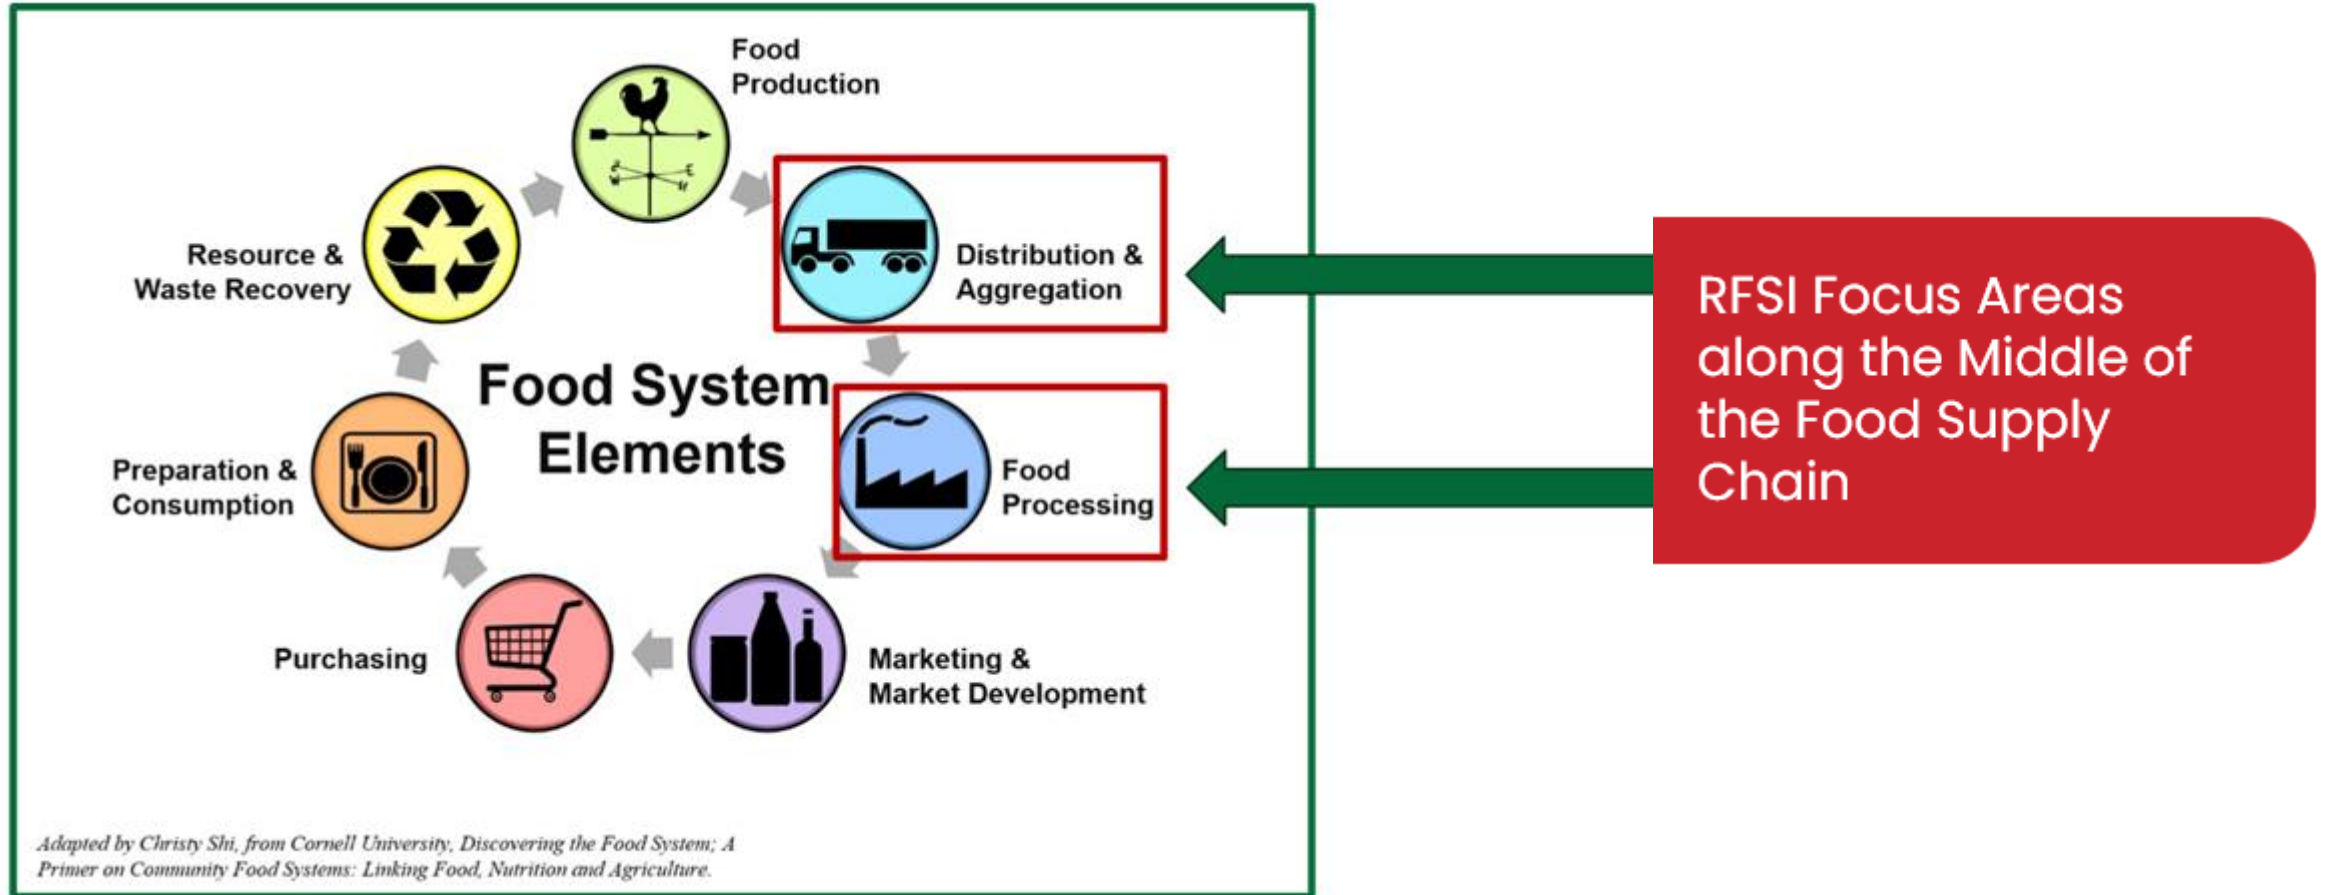 Food
Production
Distribution &
Aggregation
Food
Processing
Marketing &
Market Development
Purchasing
Preparation &
Consumption
Resource &
Waste Recovery
Food System
Elements
RFSI Focus Areas
along the Middle of
the Food Supply
Chain
Adapted by Christy Shi, from Cornell University, Discovering the Food System; A
Primer on Community Food Systems: Linking Food, Nutrition and Agriculture.